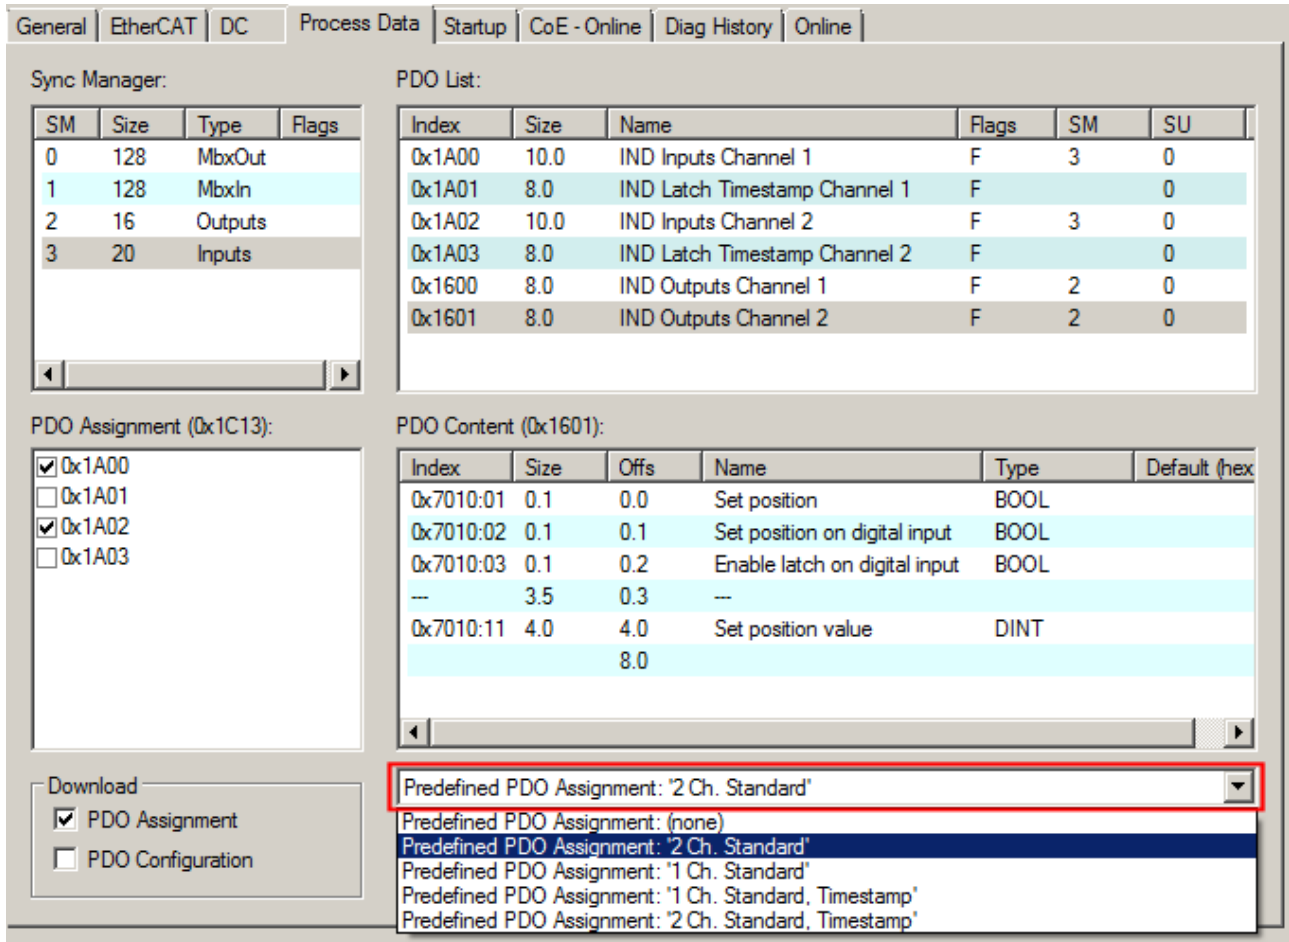 General EtherCAT DC Process Data Startup CoE - Online Diag History Online
Sync Manager:
SM Size Type Flags
0 128 MbxOut
1 128 MbxIn
2 16 Outputs
3 20 Inputs
PDO List:
Index Size Name Flags SM SU
0x1A00 10.0 IND Inputs Channel 1 F 3 0
0x1A01 8.0 IND Latch Timestamp Channel 1 F 0
0x1A02 10.0 IND Inputs Channel 2 F 3 0
0x1A03 8.0 IND Latch Timestamp Channel 2 F 0
0x1600 8.0 IND Outputs Channel 1 F 2 0
0x1601 8.0 IND Outputs Channel 2 F 2 0
PDO Assignment (0x1C13):
0x1A00
0x1A01
0x1A02
0x1A03
PDO Content (0x1601):
Index Size Offs Name Type Default (hex
0x7010:01 0.1 0.0 Set position BOOL
0x7010:02 0.1 0.1 Set position on digital input BOOL
0x7010:03 0.1 0.2 Enable latch on digital input BOOL
--- 3.5 0.3 ---
0x7010:11 4.0 4.0 Set position value DINT
8.0
Download
PDO Assignment
PDO Configuration
Predefined PDO Assignment: '2 Ch. Standard'
Predefined PDO Assignment: (none)
Predefined PDO Assignment: '2 Ch. Standard'
Predefined PDO Assignment: '1 Ch. Standard'
Predefined PDO Assignment: '1 Ch. Standard, Timestamp'
Predefined PDO Assignment: '2 Ch. Standard, Timestamp'